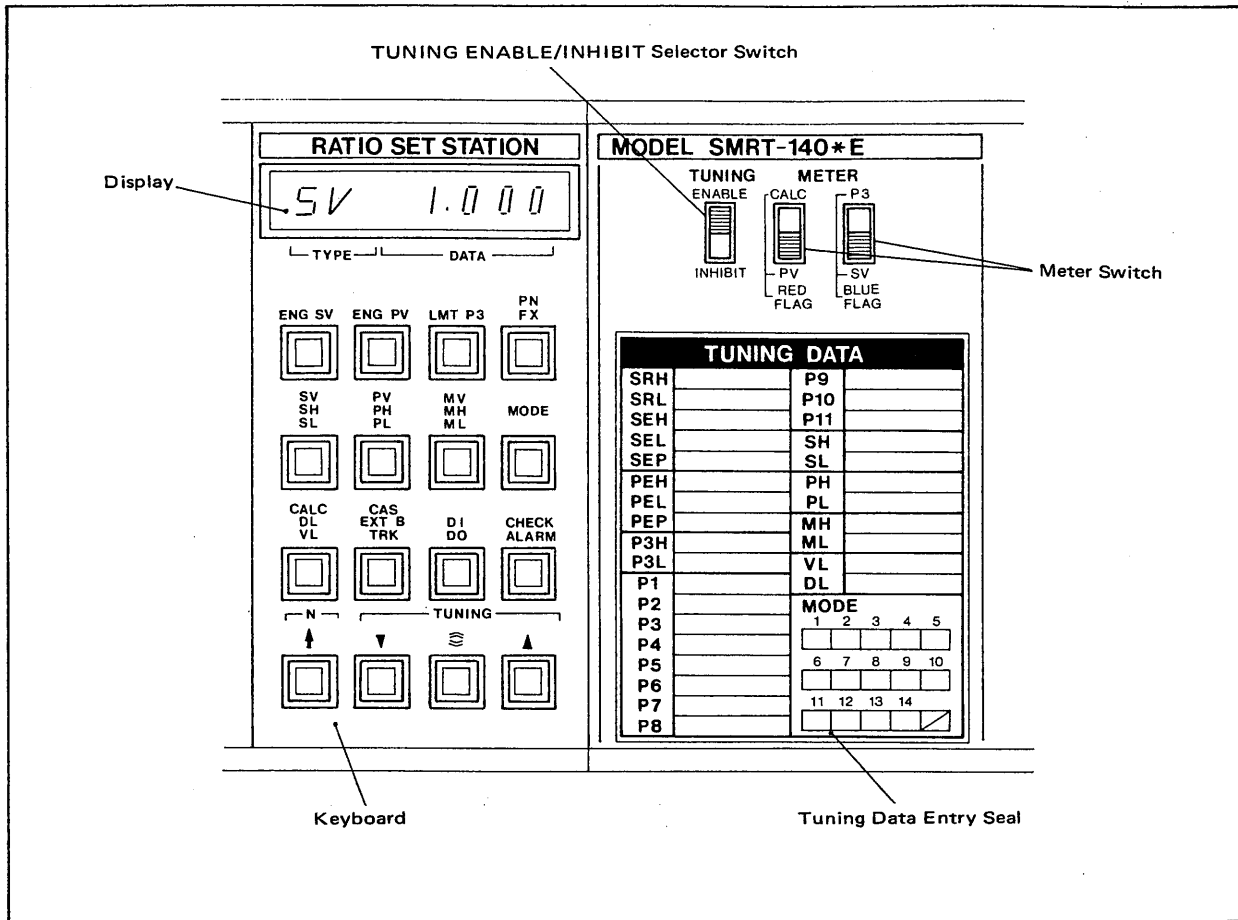 TUNING ENABLE/INHIBIT Selector Switch
RATIO SET STATION
MODEL SMRT-140*E
Display
SV 1.000
TYPE DATA
TUNING METER
ENABLE CALC P3
INHIBIT PV SV
RED FLAG BLUE FLAG
Meter Switch
ENG SV ENG PV LMT P3 PN FX
SV SH SL PV PH PL MV MH ML MODE
CALC DL VL CAS EXT B TRK DI DO CHECK ALARM
N TUNING
TUNING DATA
SRH P9
SRL P10
SEH P11
SEL SH
SEP SL
PEH PH
PEL PL
PEP MH
P3H ML
P3L VL
P1 DL
P2 MODE
P3 1 2 3 4 5
P4
P5 6 7 8 9 10
P6
P7 11 12 13 14
P8
Keyboard
Tuning Data Entry Seal